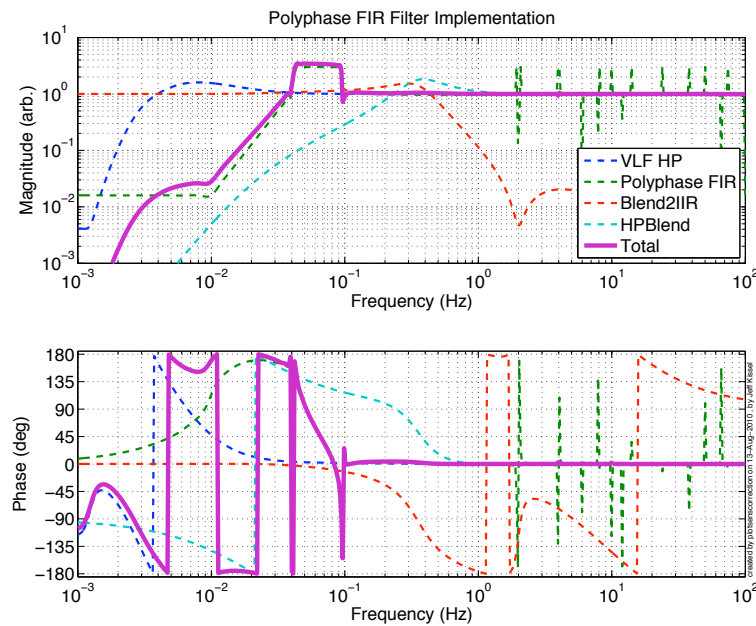 Polyphase FIR Filter Implementation
Magnitude (arb.)
10^1
10^0
10^−1
10^−2
10^−3
10^−3
10^−2
10^−1
10^0
10^1
10^2
Frequency (Hz)
VLF HP
Polyphase FIR
Blend2IIR
HPBlend
Total
Phase (deg)
180
135
90
45
0
−45
−90
−135
−180
10^−3
10^−2
10^−1
10^0
10^1
10^2
Frequency (Hz)
created by plotsenscorrection on 13−Aug−2010, by Jeff Kissel